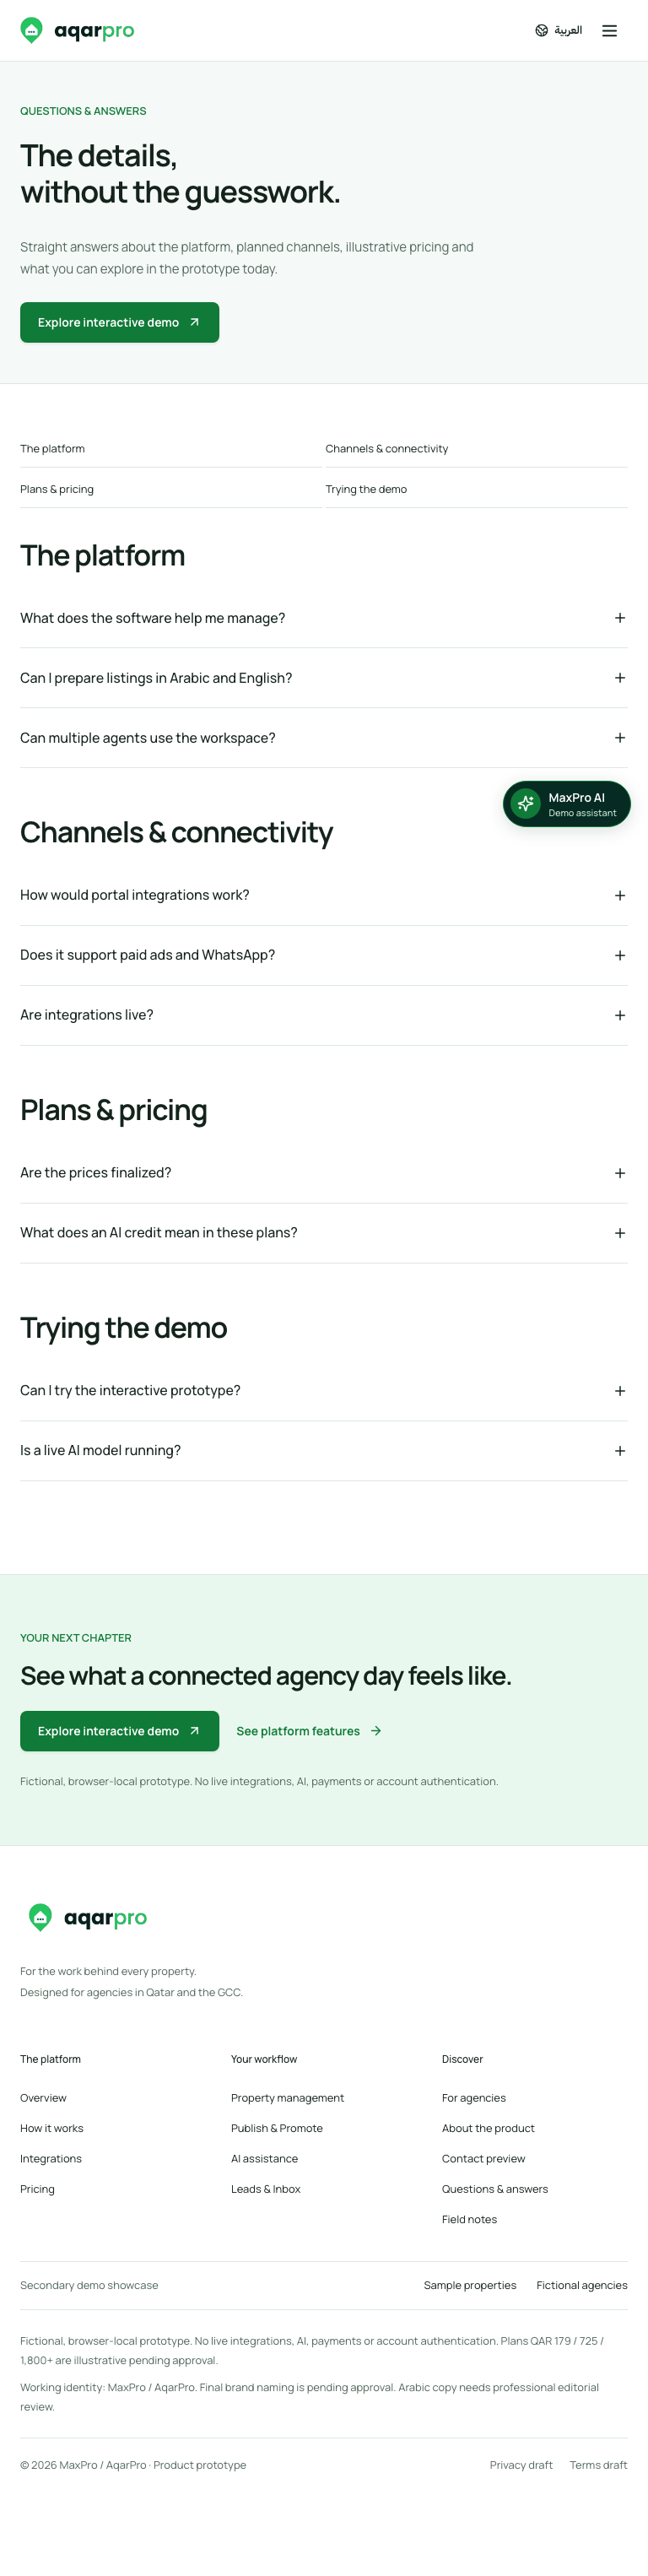 aqarpro
العربية
QUESTIONS & ANSWERS
The details,
without the guesswork.
Straight answers about the platform, planned channels, illustrative pricing and
what you can explore in the prototype today.
Explore interactive demo
The platform
Channels & connectivity
Plans & pricing
Trying the demo
The platform
What does the software help me manage?
Can I prepare listings in Arabic and English?
Can multiple agents use the workspace?
MaxPro AI
Demo assistant
Channels & connectivity
How would portal integrations work?
Does it support paid ads and WhatsApp?
Are integrations live?
Plans & pricing
Are the prices finalized?
What does an AI credit mean in these plans?
Trying the demo
Can I try the interactive prototype?
Is a live AI model running?
YOUR NEXT CHAPTER
See what a connected agency day feels like.
Explore interactive demo
See platform features
Fictional, browser-local prototype. No live integrations, AI, payments or account authentication.
aqarpro
For the work behind every property.
Designed for agencies in Qatar and the GCC.
The platform
Overview
How it works
Integrations
Pricing
Your workflow
Property management
Publish & Promote
AI assistance
Leads & Inbox
Discover
For agencies
About the product
Contact preview
Questions & answers
Field notes
Secondary demo showcase
Sample properties
Fictional agencies
Fictional, browser-local prototype. No live integrations, AI, payments or account authentication. Plans QAR 179 / 725 /
1,800+ are illustrative pending approval.
Working identity: MaxPro / AqarPro. Final brand naming is pending approval. Arabic copy needs professional editorial
review.
© 2026 MaxPro / AqarPro · Product prototype
Privacy draft
Terms draft